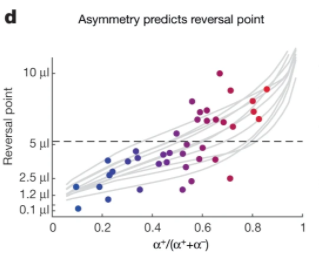 d
Asymmetry predicts reversal point
Reversal point
10 µl
5 µl
2.5 µl
1.2 µl
0.1 µl
0 0.2 0.4 0.6 0.8 1
α⁺/(α⁺+α⁻)